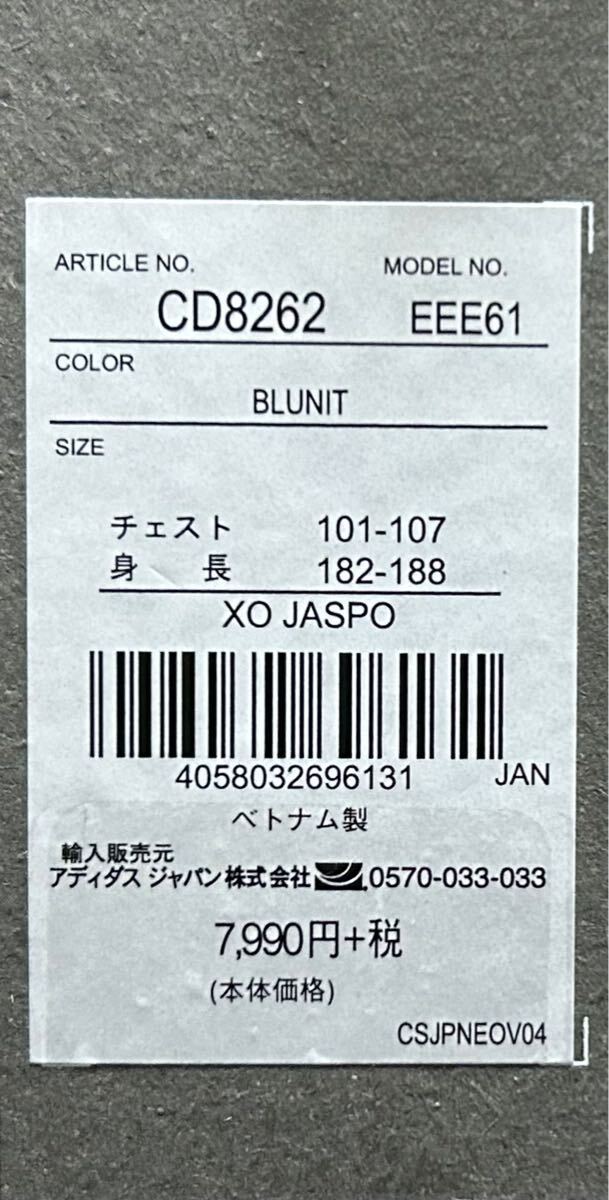 ARTICLE NO. MODEL NO.
CD8262 EEE61
COLOR
BLUNIT
SIZE
チェスト 101-107
身 長 182-188
XO JASPO
4058032696131 JAN
ベトナム製
輸入販売元
アディダス ジャパン株式会社 0570-033-033
7,990円+税
(本体価格)
CSJPNEOV04